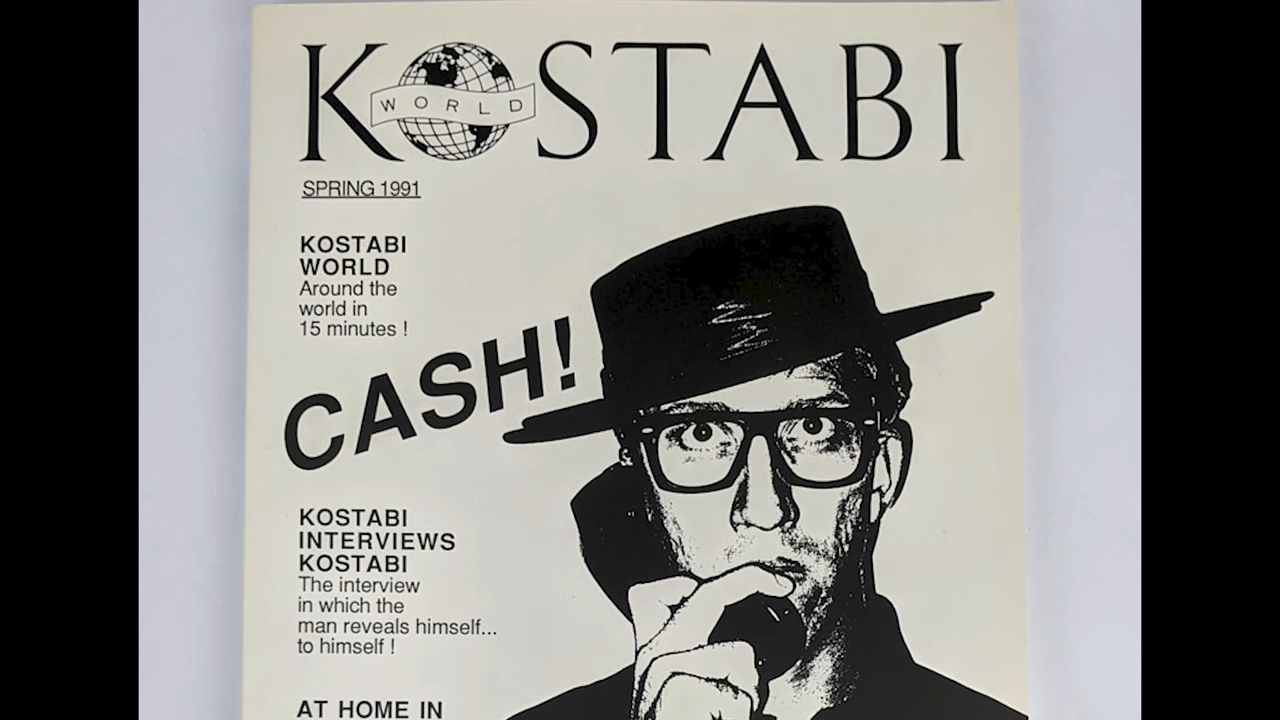 KOSTABI
WORLD
SPRING 1991
KOSTABI
WORLD
Around the
world in
15 minutes !
CASH!
KOSTABI
INTERVIEWS
KOSTABI
The interview
in which the
man reveals himself...
to himself !
AT HOME IN